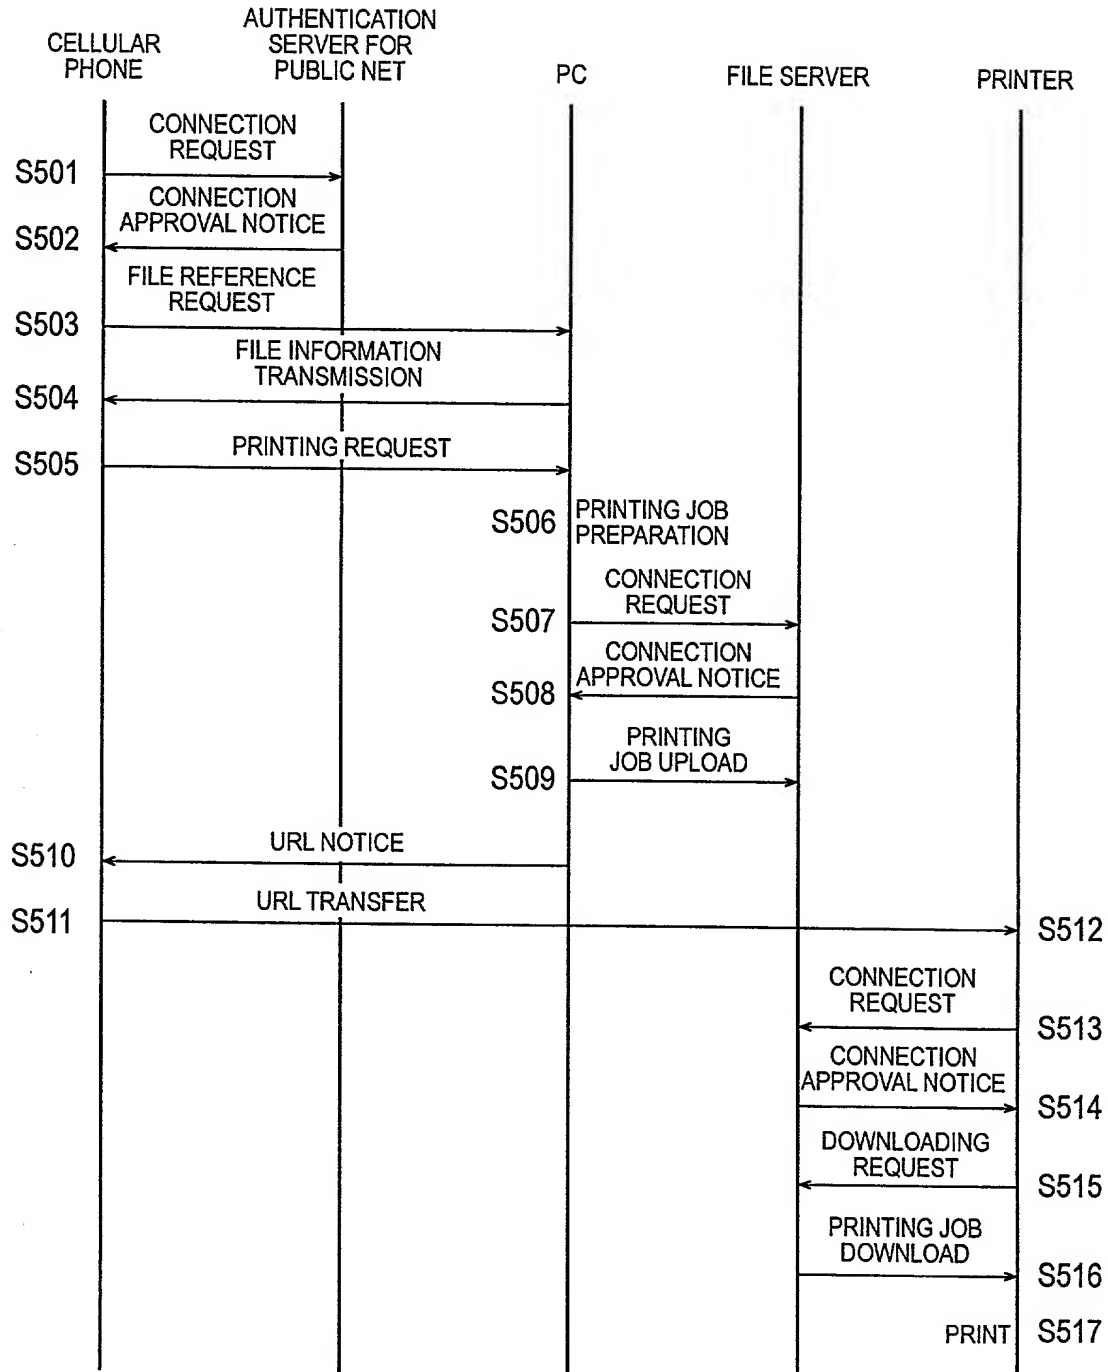 CELLULAR
PHONE
AUTHENTICATION
SERVER FOR
PUBLIC NET
PC
FILE SERVER
PRINTER
CONNECTION
REQUEST
S501
CONNECTION
APPROVAL NOTICE
S502
FILE REFERENCE
REQUEST
S503
FILE INFORMATION
TRANSMISSION
S504
PRINTING REQUEST
S505
S506
PRINTING JOB
PREPARATION
CONNECTION
REQUEST
S507
CONNECTION
APPROVAL NOTICE
S508
PRINTING
JOB UPLOAD
S509
URL NOTICE
S510
URL TRANSFER
S511
S512
CONNECTION
REQUEST
S513
CONNECTION
APPROVAL NOTICE
S514
DOWNLOADING
REQUEST
S515
PRINTING JOB
DOWNLOAD
S516
PRINT
S517